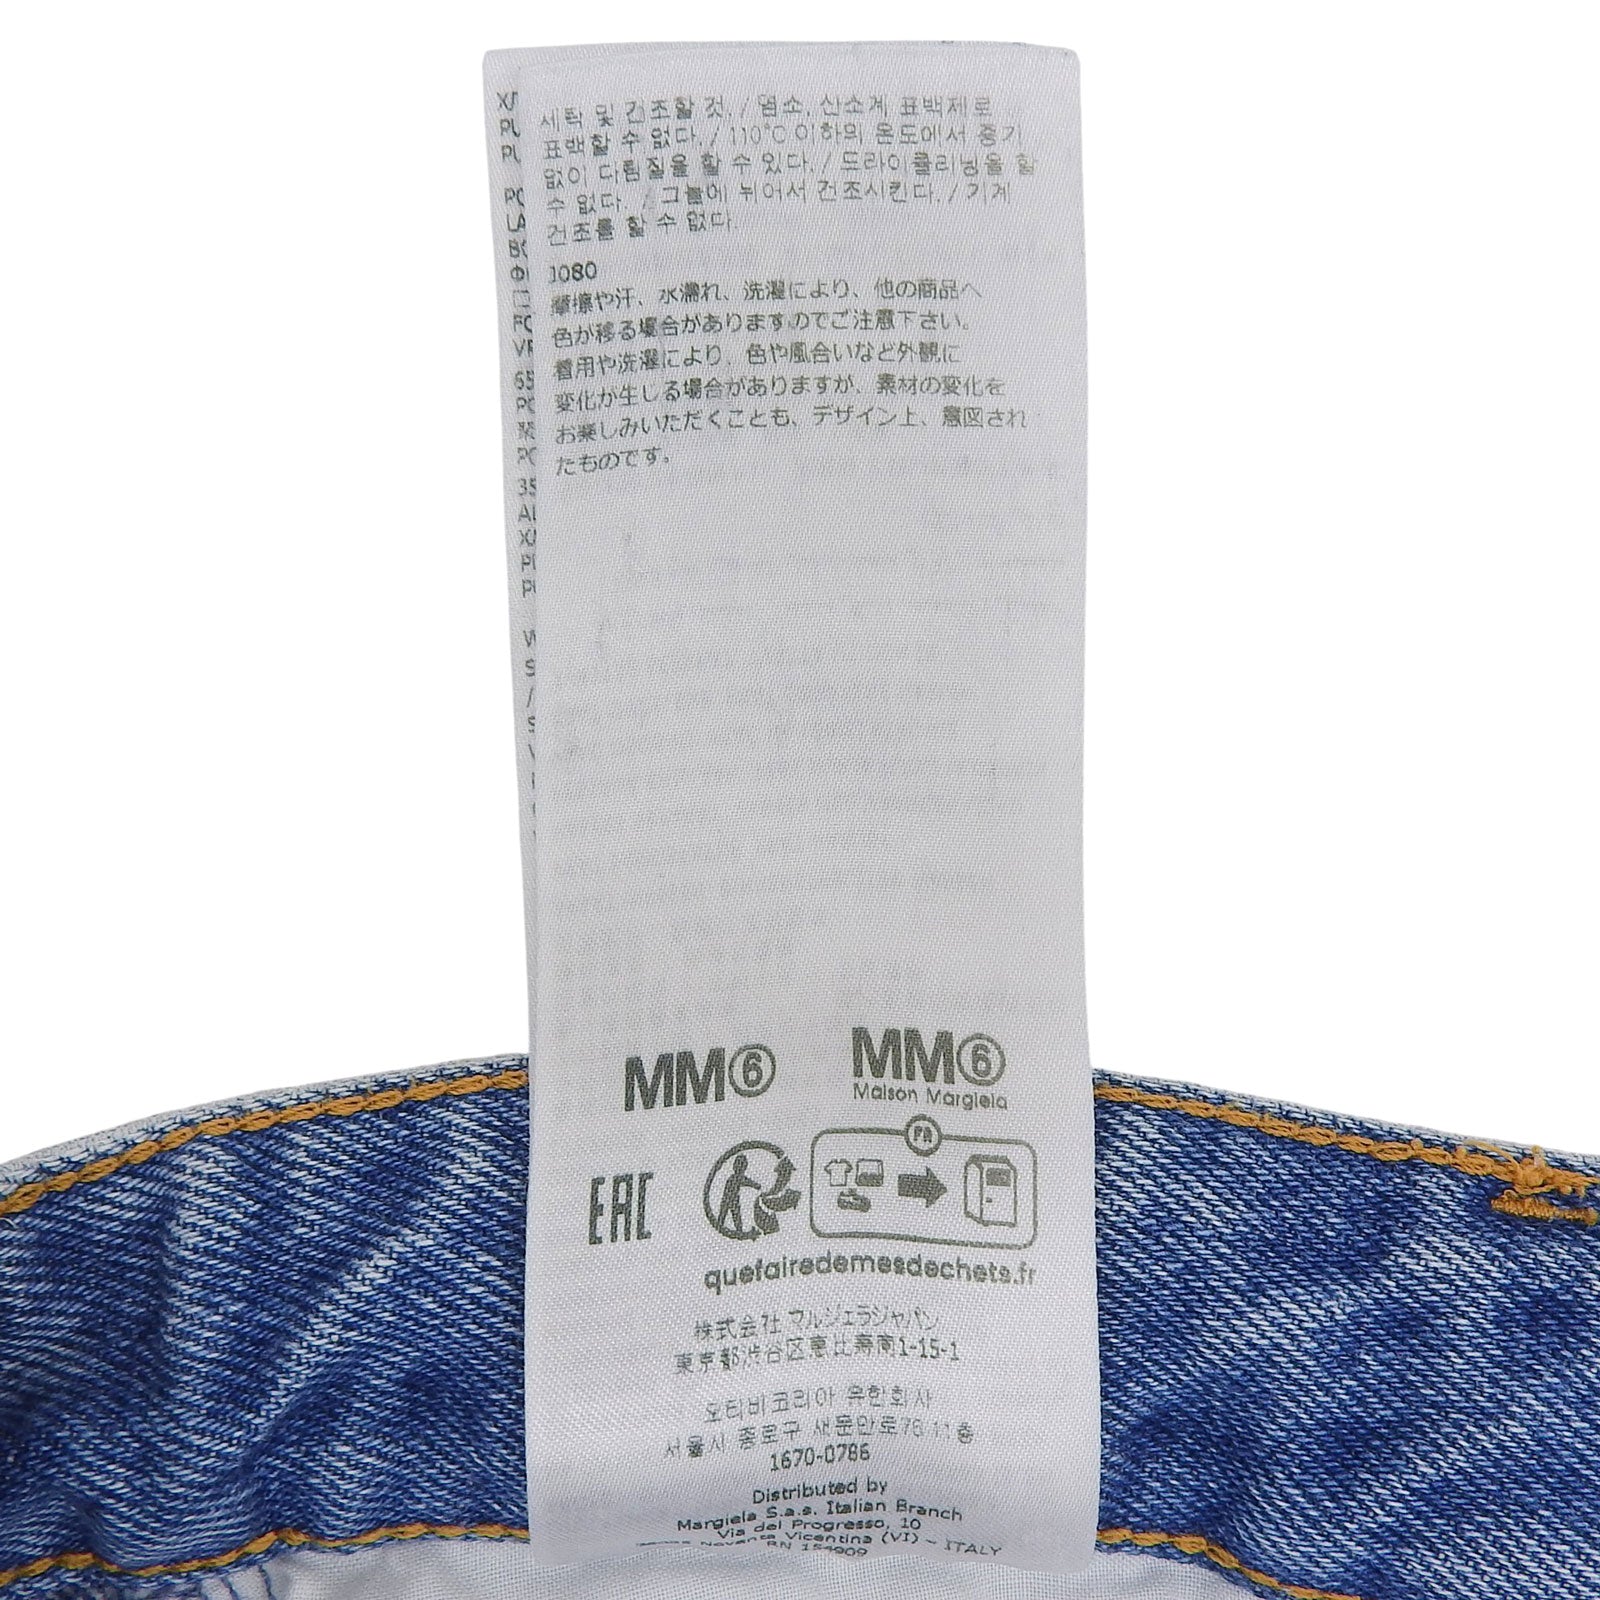 세탁 및 건조할 것. / 염소, 산소계 표백제로
표백할 수 없다. / 110°C 이하의 온도에서 증기
없이 다림질을 할 수 있다. / 드라이클리닝을 할
수 없다. / 그늘에 뉘어서 건조시킨다. / 기계
건조를 할 수 없다.
1080
摩擦や汗、水濡れ、洗濯により、他の商品へ
色が移る場合がありますのでご注意下さい。
着用や洗濯により、色や風合いなど外観に
変化が生じる場合がありますが、素材の変化を
お楽しみいただくことも、デザイン上、意図され
たものです。
MM⑥ MM⑥
Maison Margiela
FR
EAC
quefairedemesdechets.fr
株式会社 マルジェラジャパン
東京都渋谷区恵比寿南1-15-1
오티비코리아 유한회사
서울시 종로구 새문안로76 11층
1670-0786
Distributed by
Margiela S.a.s. Italian Branch
Via del Progresso, 10
Vicentina (VI) - ITALY
RN 154909